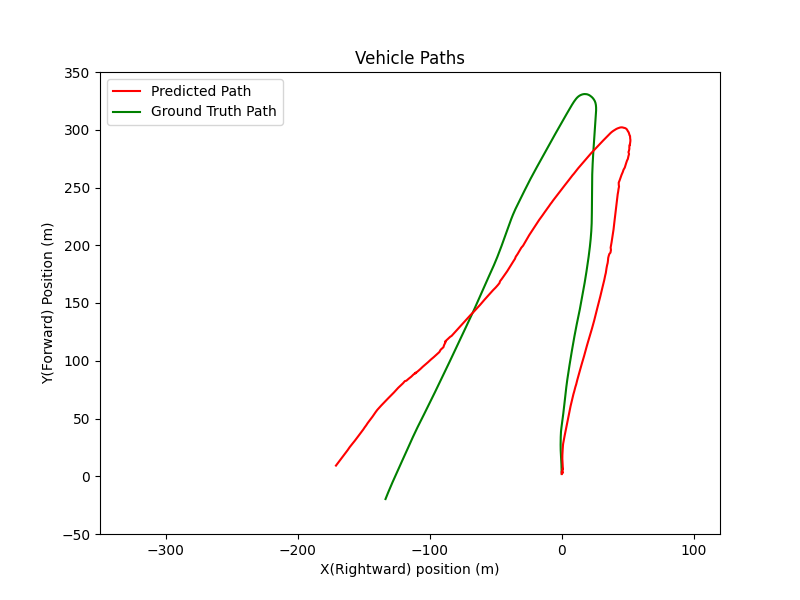 Vehicle Paths
Predicted Path
Ground Truth Path
350
300
250
200
150
100
50
0
−50
Y(Forward) Position (m)
−300
−200
−100
0
100
X(Rightward) position (m)